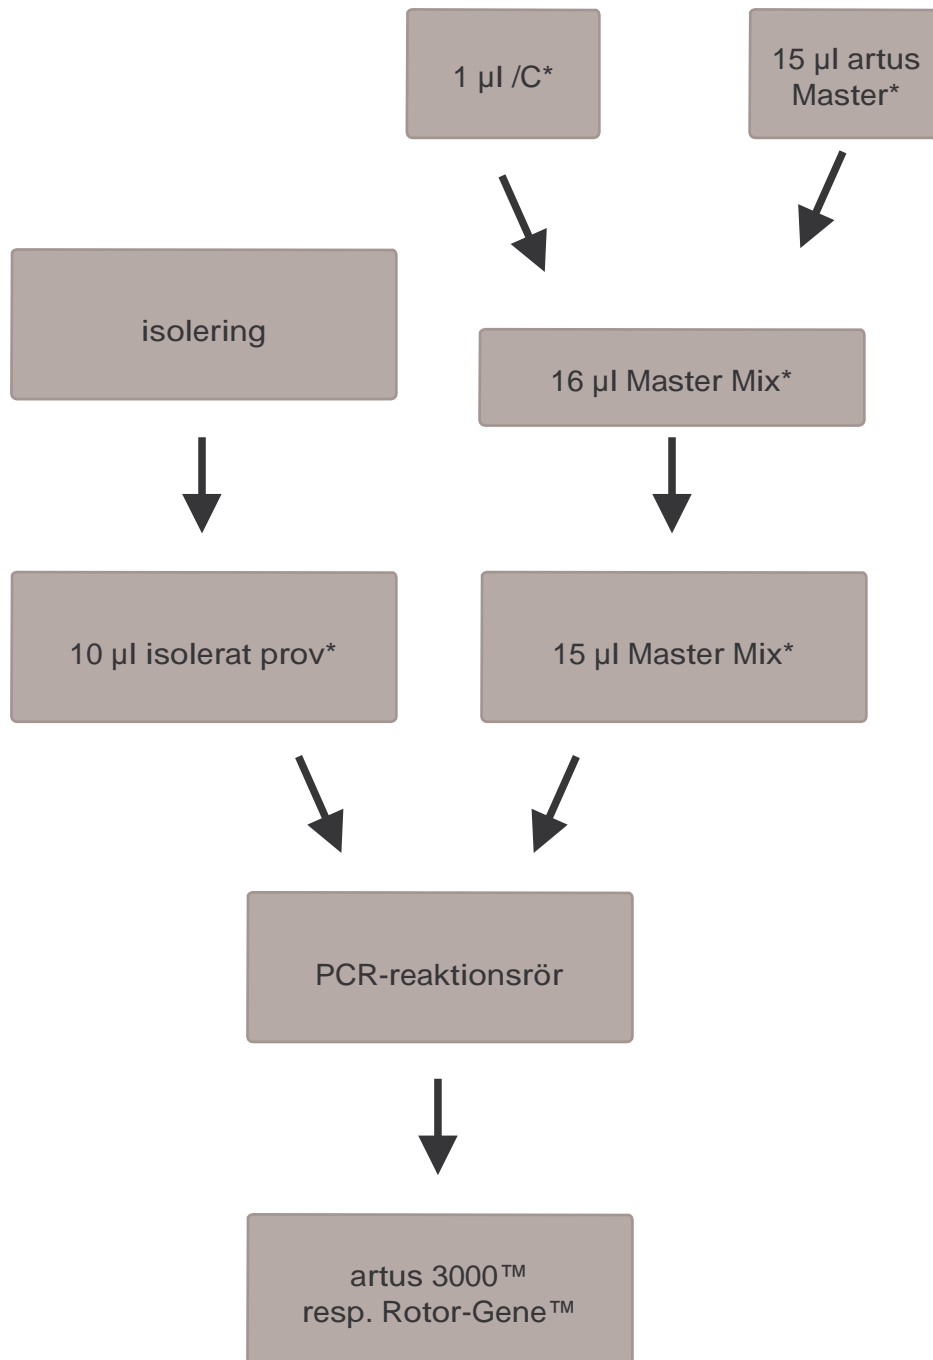 1 µl /C*
15 µl artus
Master*
isolering
16 µl Master Mix*
10 µl isolerat prov*
15 µl Master Mix*
PCR-reaktionsrör
artus 3000™
resp. Rotor-Gene™